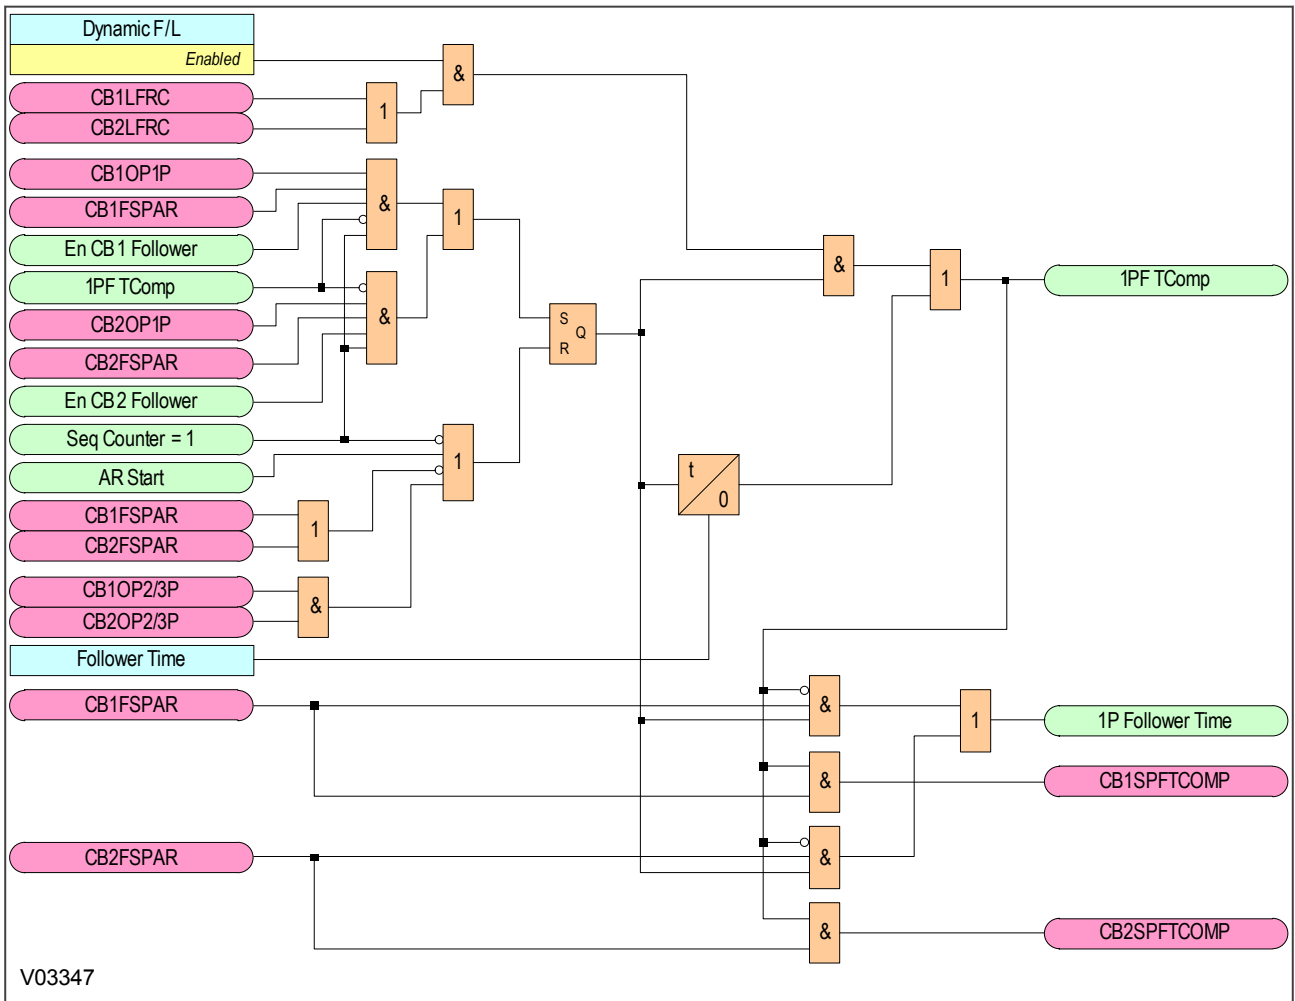 Dynamic F/L
Enabled
&
CB1LFRC
1
CB2LFRC
CB1OP1P
CB1FSPAR
&
1
En CB1 Follower
&
1
1PF TComp
1PF TComp
CB2OP1P
&
S
Q
R
CB2FSPAR
En CB2 Follower
Seq Counter = 1
1
AR Start
t
0
CB1FSPAR
1
CB2FSPAR
CB1OP2/3P
&
CB2OP2/3P
Follower Time
CB1FSPAR
&
1
1P Follower Time
&
CB1SPFTCOMP
CB2FSPAR
&
&
CB2SPFTCOMP
V03347